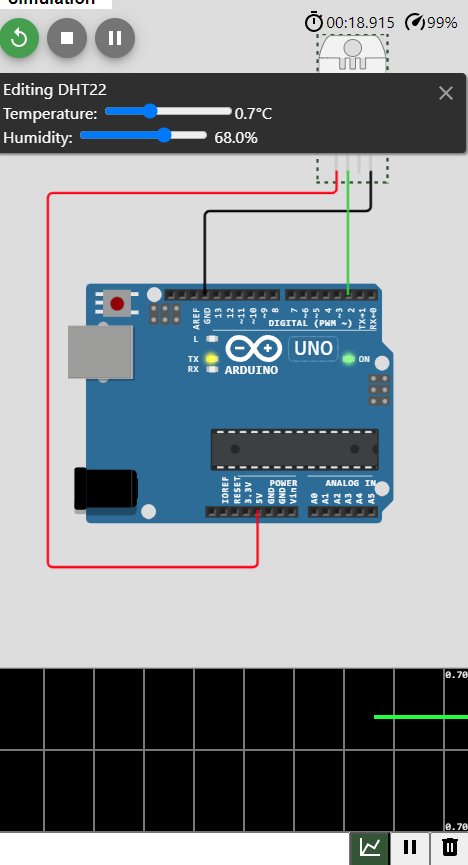 Simulation
00:18.915 99%
Editing DHT22
Temperature: 0.7°C
Humidity: 68.0%
AREF
GND
13
12
~11
~10
~9
8
7
~6
~5
4
~3
2
TX→1
RX←0
DIGITAL (PWM ~)
L
TX
RX
UNO
ON
ARDUINO
IOREF
RESET
3.3V
5V
GND
GND
Vin
POWER
ANALOG IN
A0
A1
A2
A3
A4
A5
0.70
0.70